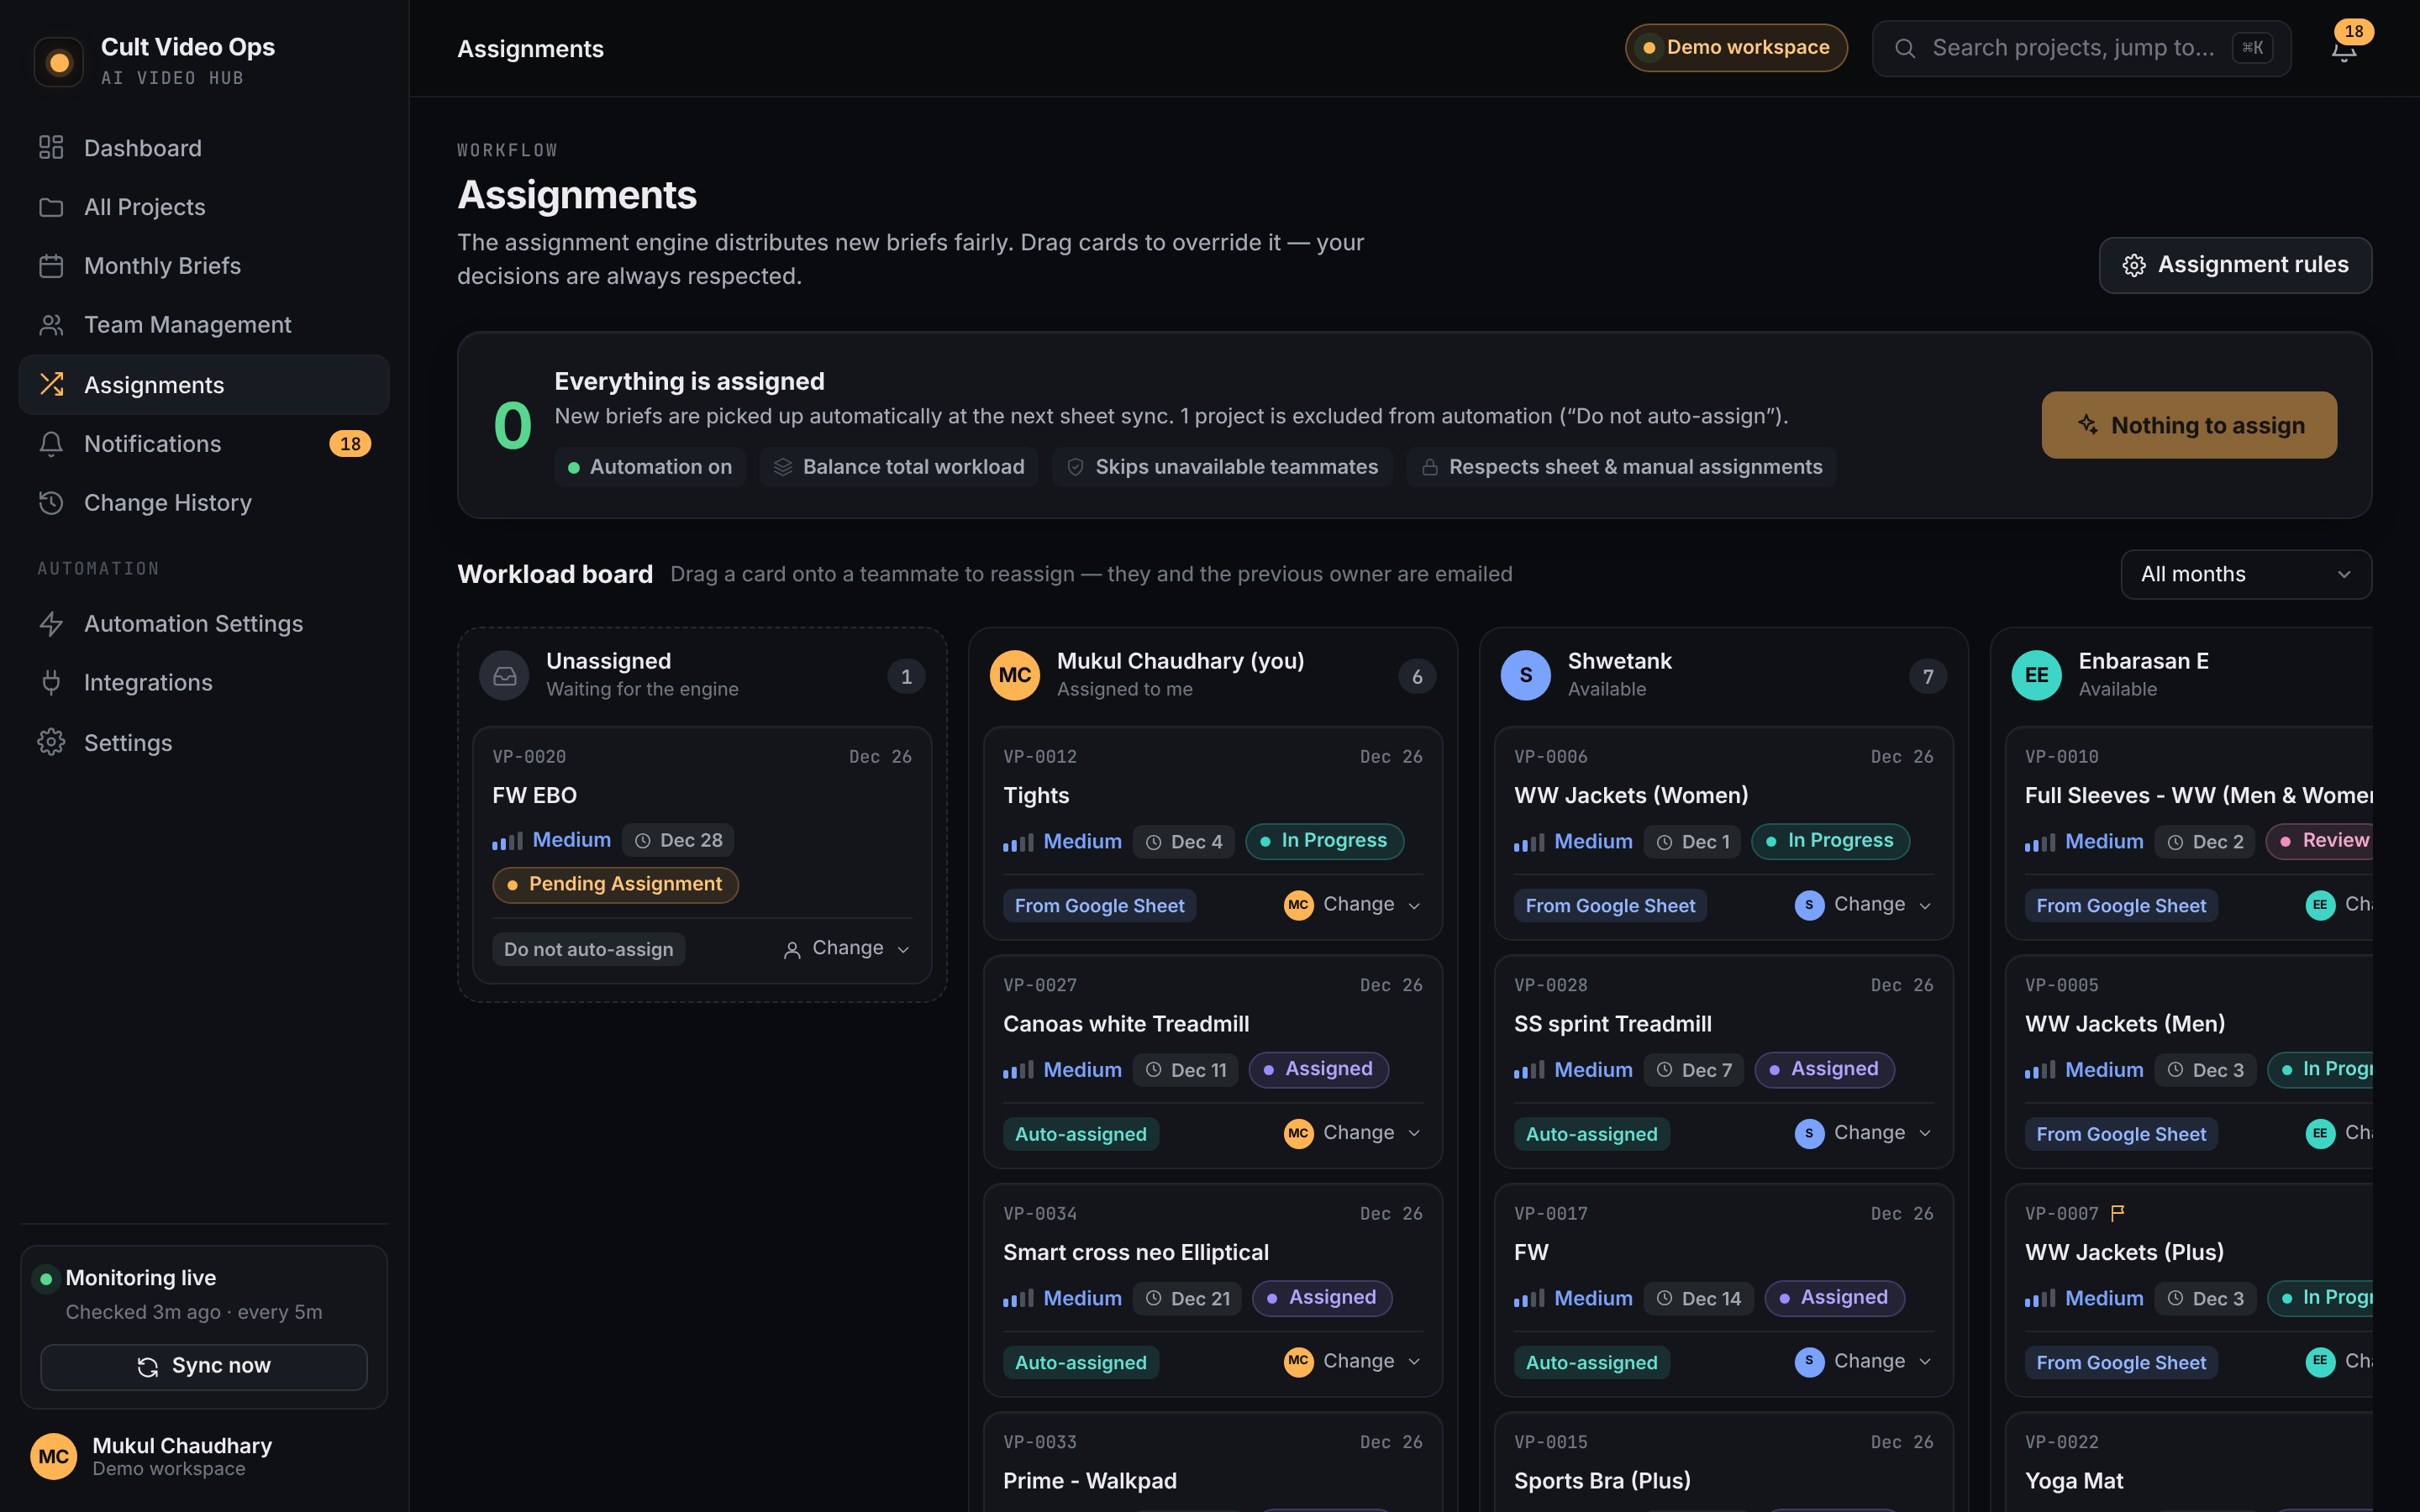 Cult Video Ops
AI VIDEO HUB
Dashboard
All Projects
Monthly Briefs
Team Management
Assignments
Notifications 18
Change History
AUTOMATION
Automation Settings
Integrations
Settings
Monitoring live
Checked 3m ago · every 5m
Sync now
MC Mukul Chaudhary
Demo workspace
Assignments
Demo workspace
Search projects, jump to... ⌘K
18
WORKFLOW
Assignments
The assignment engine distributes new briefs fairly. Drag cards to override it — your
decisions are always respected.
Assignment rules
0
Everything is assigned
New briefs are picked up automatically at the next sheet sync. 1 project is excluded from automation (“Do not auto-assign”).
Automation on Balance total workload Skips unavailable teammates Respects sheet & manual assignments
Nothing to assign
Workload board Drag a card onto a teammate to reassign — they and the previous owner are emailed
All months
Unassigned
Waiting for the engine
1
VP-0020 Dec 26
FW EBO
Medium Dec 28
Pending Assignment
Do not auto-assign Change
MC Mukul Chaudhary (you)
Assigned to me
6
VP-0012 Dec 26
Tights
Medium Dec 4 In Progress
From Google Sheet MC Change
VP-0027 Dec 26
Canoas white Treadmill
Medium Dec 11 Assigned
Auto-assigned MC Change
VP-0034 Dec 26
Smart cross neo Elliptical
Medium Dec 21 Assigned
Auto-assigned MC Change
VP-0033 Dec 26
Prime - Walkpad
S Shwetank
Available
7
VP-0006 Dec 26
WW Jackets (Women)
Medium Dec 1 In Progress
From Google Sheet S Change
VP-0028 Dec 26
SS sprint Treadmill
Medium Dec 7 Assigned
Auto-assigned S Change
VP-0017 Dec 26
FW
Medium Dec 14 Assigned
Auto-assigned S Change
VP-0015 Dec 26
Sports Bra (Plus)
EE Enbarasan E
Available
VP-0010
Full Sleeves - WW (Men & Women
Medium Dec 2 Review
From Google Sheet EE Cha
VP-0005
WW Jackets (Men)
Medium Dec 3 In Progr
From Google Sheet EE Cha
VP-0007
WW Jackets (Plus)
Medium Dec 3 In Progr
From Google Sheet EE Cha
VP-0022
Yoga Mat